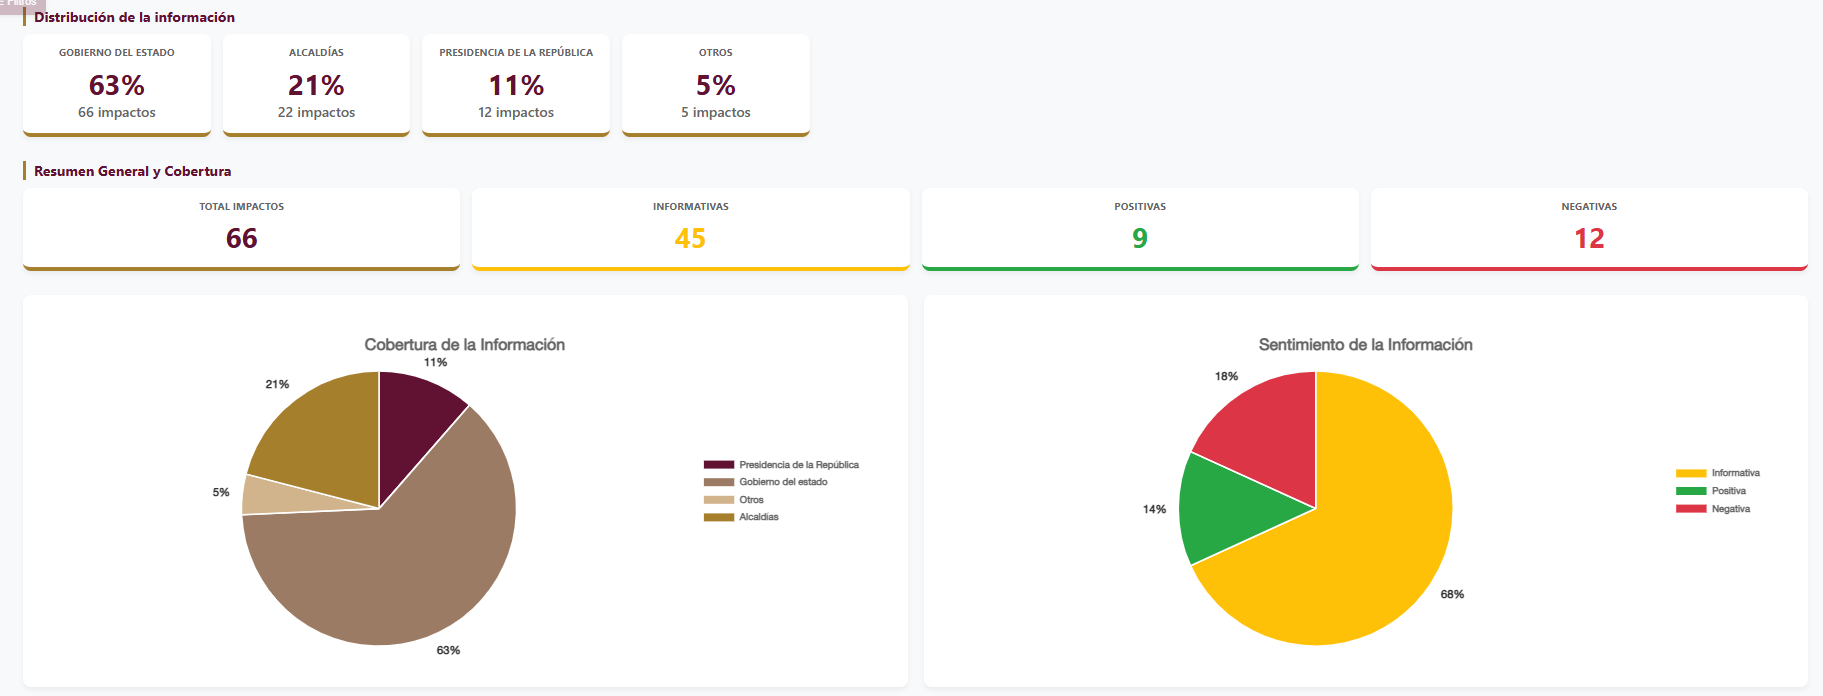 Distribución de la información
GOBIERNO DEL ESTADO
63%
66 impactos
ALCALDÍAS
21%
22 impactos
PRESIDENCIA DE LA REPÚBLICA
11%
12 impactos
OTROS
5%
5 impactos
Resumen General y Cobertura
TOTAL IMPACTOS
66
INFORMATIVAS
45
POSITIVAS
9
NEGATIVAS
12
Cobertura de la Información
11%
21%
5%
63%
Presidencia de la República
Gobierno del estado
Otros
Alcaldías
Sentimiento de la Información
18%
14%
68%
Informativa
Positiva
Negativa